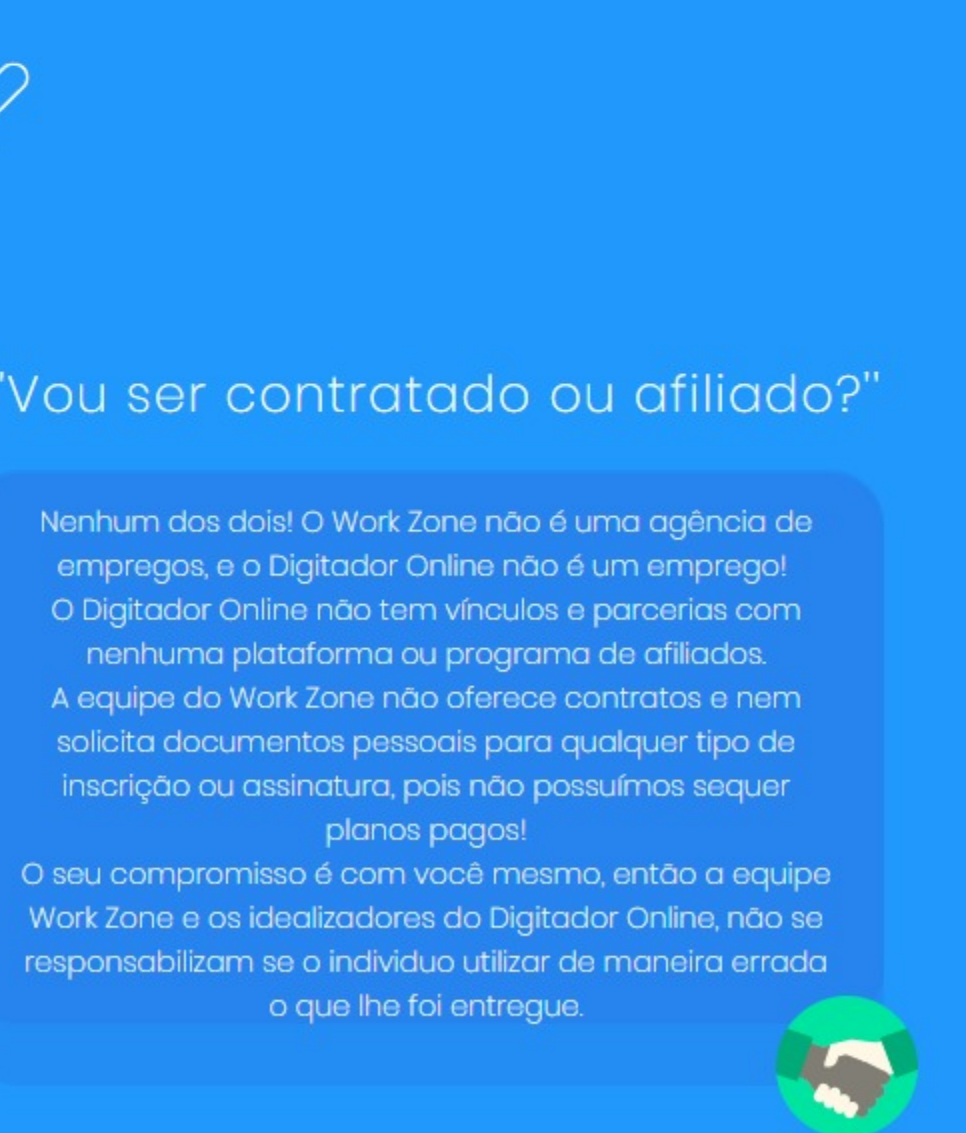 "Vou ser contratado ou afiliado?"
Nenhum dos dois! O Work Zone não é uma agência de
empregos, e o Digitador Online não é um emprego!
O Digitador Online não tem vínculos e parcerias com
nenhuma plataforma ou programa de afiliados.
A equipe do Work Zone não oferece contratos e nem
solicita documentos pessoais para qualquer tipo de
inscrição ou assinatura, pois não possuímos sequer
planos pagos!
O seu compromisso é com você mesmo, então a equipe
Work Zone e os idealizadores do Digitador Online, não se
responsabilizam se o individuo utilizar de maneira errada
o que lhe foi entregue.